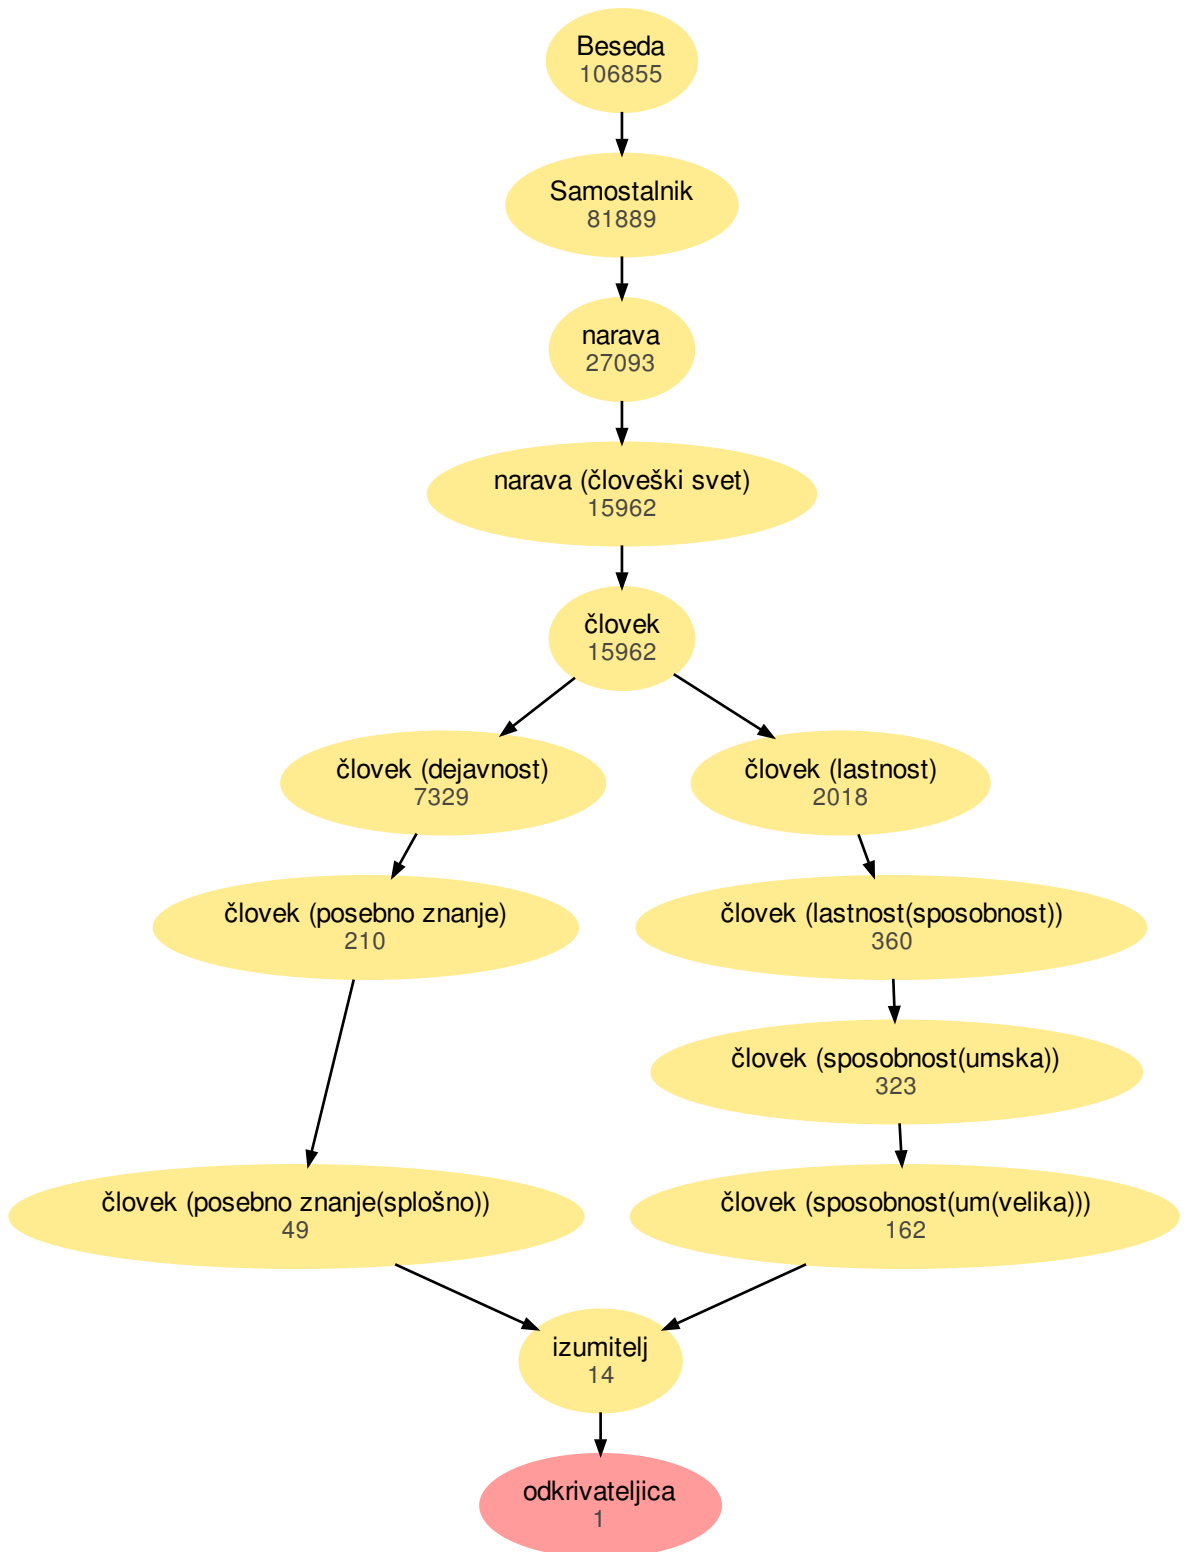 Beseda
106855
Samostalnik
81889
narava
27093
narava (človeški svet)
15962
človek
15962
človek (dejavnost)
7329
človek (lastnost)
2018
človek (posebno znanje)
210
človek (lastnost(sposobnost))
360
človek (sposobnost(umska))
323
človek (posebno znanje(splošno))
49
človek (sposobnost(um(velika)))
162
izumitelj
14
odkrivateljica
1